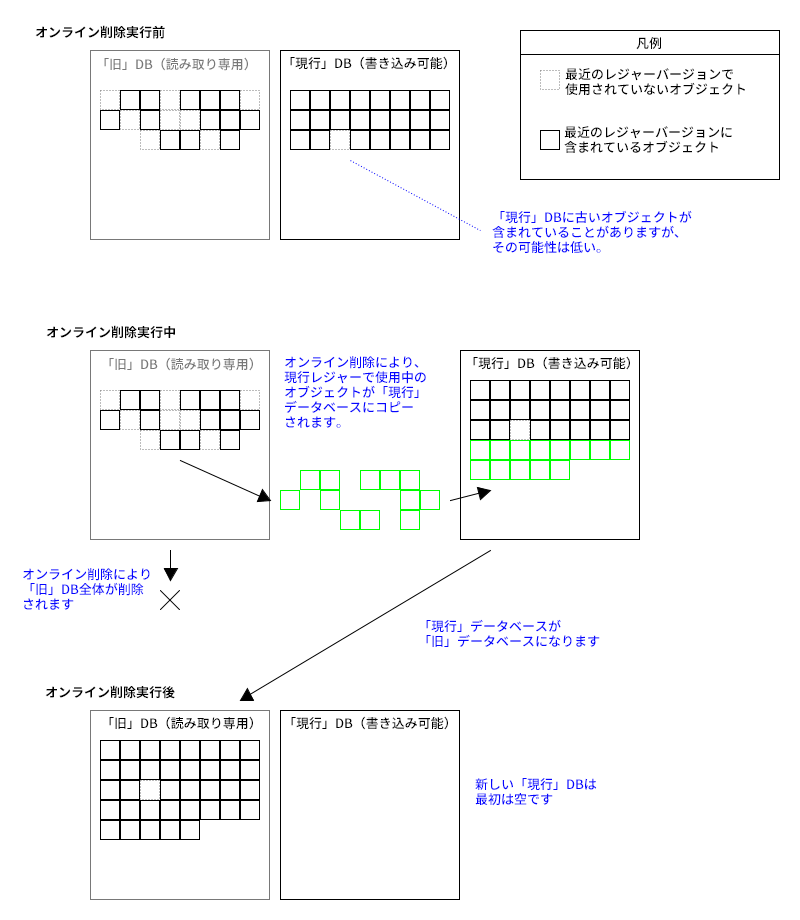 オンライン削除実行前
「旧」DB（読み取り専用）
「現行」DB（書き込み可能）
凡例
最近のレジャーバージョンで
使用されていないオブジェクト
最近のレジャーバージョンに
含まれているオブジェクト
「現行」DBに古いオブジェクトが
含まれていることがありますが、
その可能性は低い。
オンライン削除実行中
「旧」DB（読み取り専用）
オンライン削除により、
現行レジャーで使用中の
オブジェクトが「現行」
データベースにコピー
されます。
「現行」DB（書き込み可能）
オンライン削除により
「旧」DB全体が削除
されます
「現行」データベースが
「旧」データベースになります
オンライン削除実行後
「旧」DB（読み取り専用）
「現行」DB（書き込み可能）
新しい「現行」DBは
最初は空です